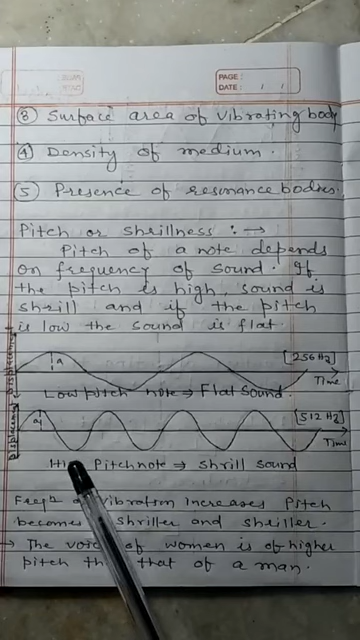 PAGE :
DATE : / /
③ Surface area of vibrating body
④ Density of medium.
⑤ Presence of resonance bodies.
Pitch or shrillness :- →
Pitch of a note depends
on frequency of sound. If
the pitch is high, sound is
shrill and if the pitch
is low the sound is flat.
Displacement
a
[256 Hz]
Time
Low pitch note ⇒ Flat sound.
Displacement
a
[512 Hz]
Time
Pitch note ⇒ shrill sound
vibration increases Pitch
becomes shriller and shriller.
→ The voice of women is of higher
pitch that of a man.